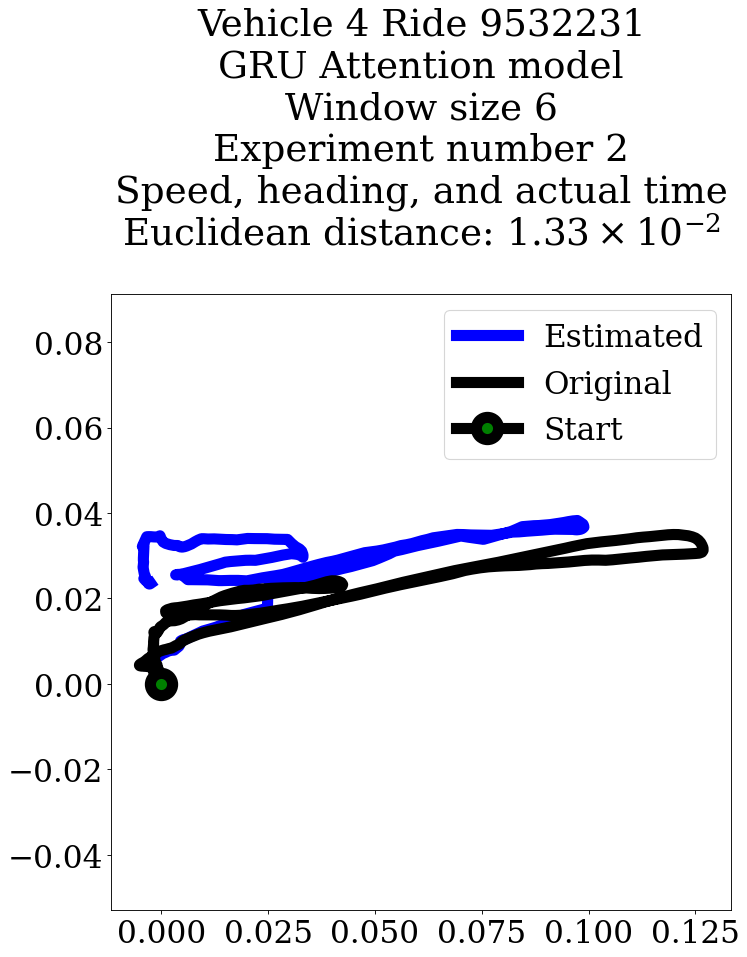 Vehicle 4 Ride 9532231
GRU Attention model
Window size 6
Experiment number 2
Speed, heading, and actual time
Euclidean distance: 1.33 × 10⁻²
Estimated
Original
Start
0.08
0.06
0.04
0.02
0.00
−0.02
−0.04
0.000 0.025 0.050 0.075 0.100 0.125